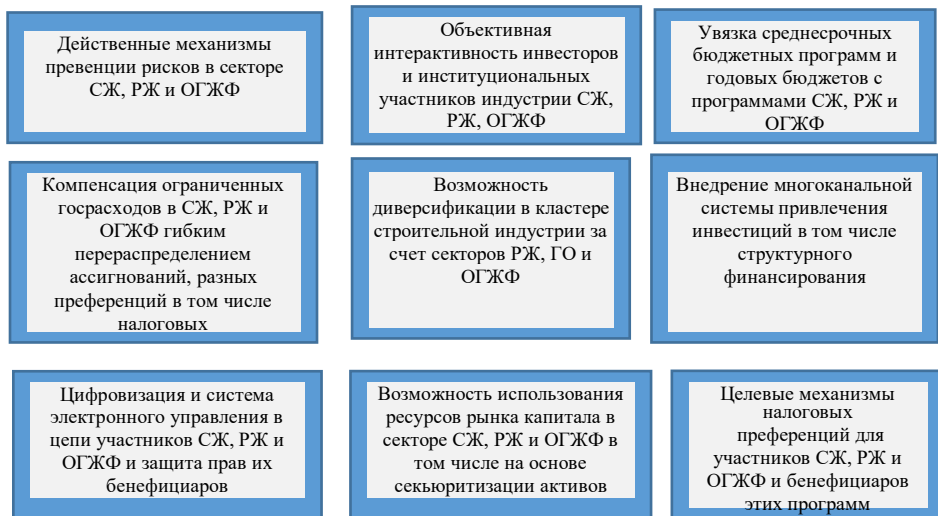 Действенные механизмы
превенции рисков в секторе
СЖ, РЖ и ОГЖФ
Объективная
интерактивность инвесторов
и институциональных
участников индустрии СЖ,
РЖ, ОГЖФ
Увязка среднесрочных
бюджетных программ и
годовых бюджетов с
программами СЖ, РЖ и
ОГЖФ
Компенсация ограниченных
госрасходов в СЖ, РЖ и
ОГЖФ гибким
перераспределением
ассигнований, разных
преференций в том числе
налоговых
Возможность
диверсификации в кластере
строительной индустрии за
счет секторов РЖ, ГО и
ОГЖФ
Внедрение многоканальной
системы привлечения
инвестиций в том числе
структурного
финансирования
Цифровизация и система
электронного управления в
цепи участников СЖ, РЖ и
ОГЖФ и защита прав их
бенефициаров
Возможность использования
ресурсов рынка капитала в
секторе СЖ, РЖ и ОГЖФ в
том числе на основе
секьюритизации активов
Целевые механизмы
налоговых
преференций для
участников СЖ, РЖ и
ОГЖФ и бенефициаров
этих программ